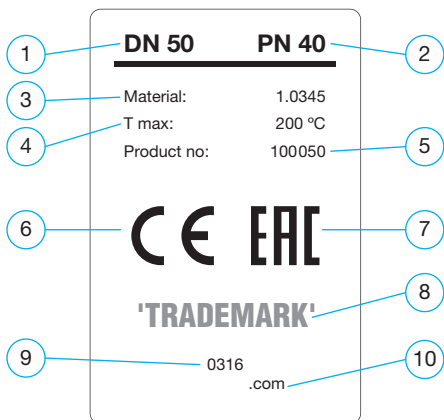 1 DN 50 PN 40 2
3 Material: 1.0345
4 T max: 200 ºC
Product no: 100050 5
6 CE EAC 7
'TRADEMARK' 8
9 0316
.com 10